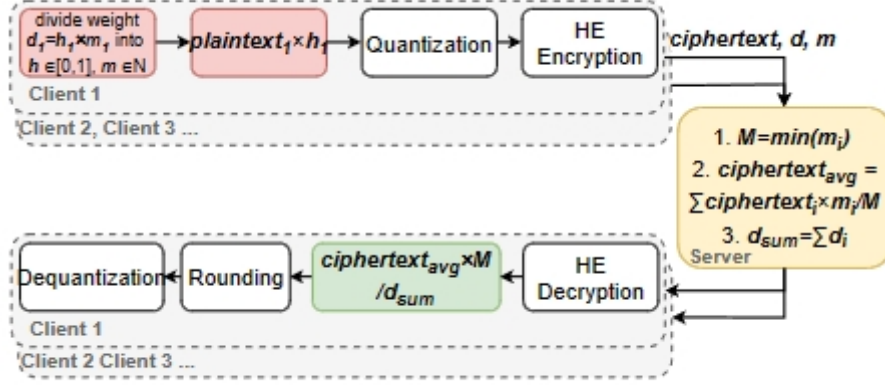 divide weight
d₁=h₁×m₁ into
h ∈[0,1], m ∈N
plaintext₁×h₁
Quantization
HE
Encryption
ciphertext, d, m
Client 1
Client 2, Client 3 ...
1. M=min(mᵢ)
2. ciphertextₐᵥg =
∑ciphertextᵢ×mᵢ/M
3. dₛᵤₘ=∑dᵢ
Server
Dequantization
Rounding
ciphertextₐᵥg×M
/dₛᵤₘ
HE
Decryption
Client 1
Client 2 Client 3 ...